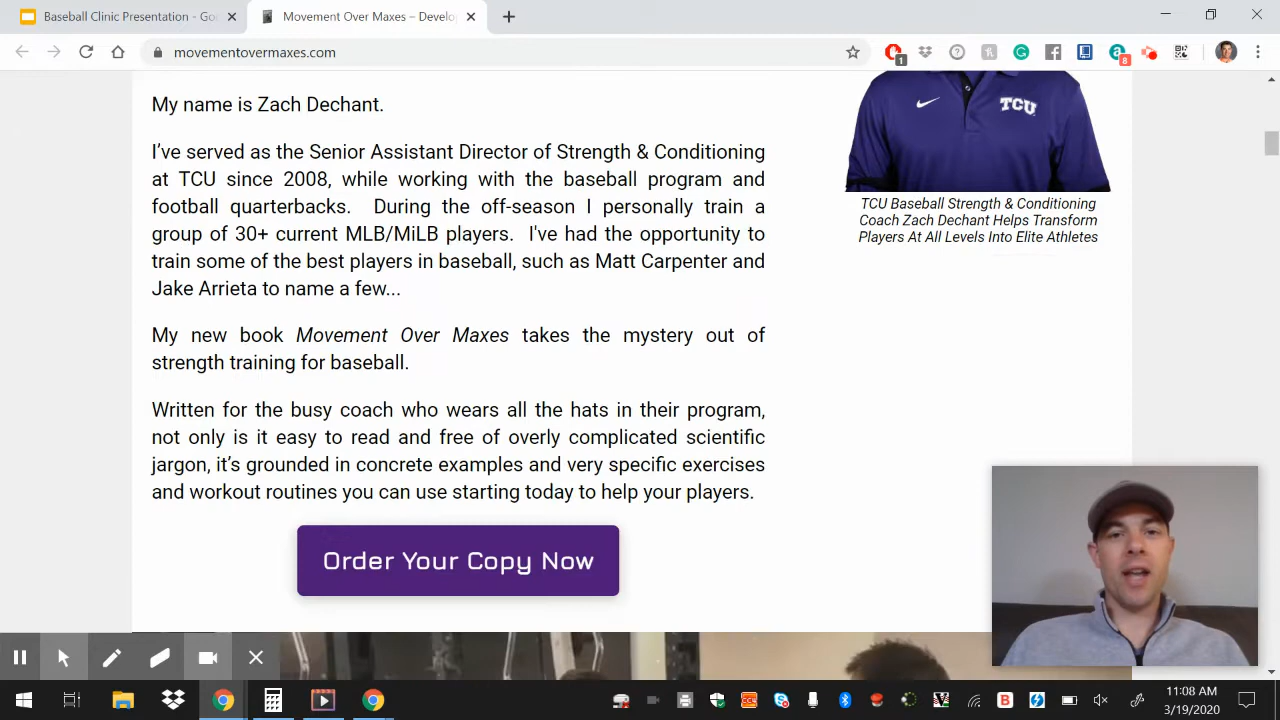 Baseball Clinic Presentation - Go
Movement Over Maxes – Develo
movementovermaxes.com
1
8
My name is Zach Dechant.
I've served as the Senior Assistant Director of Strength & Conditioning
at TCU since 2008, while working with the baseball program and
football quarterbacks. During the off-season I personally train a
group of 30+ current MLB/MiLB players. I've had the opportunity to
train some of the best players in baseball, such as Matt Carpenter and
Jake Arrieta to name a few...
My new book Movement Over Maxes takes the mystery out of
strength training for baseball.
Written for the busy coach who wears all the hats in their program,
not only is it easy to read and free of overly complicated scientific
jargon, it's grounded in concrete examples and very specific exercises
and workout routines you can use starting today to help your players.
Order Your Copy Now
TCU
TCU Baseball Strength & Conditioning
Coach Zach Dechant Helps Transform
Players At All Levels Into Elite Athletes
11:08 AM
3/19/2020